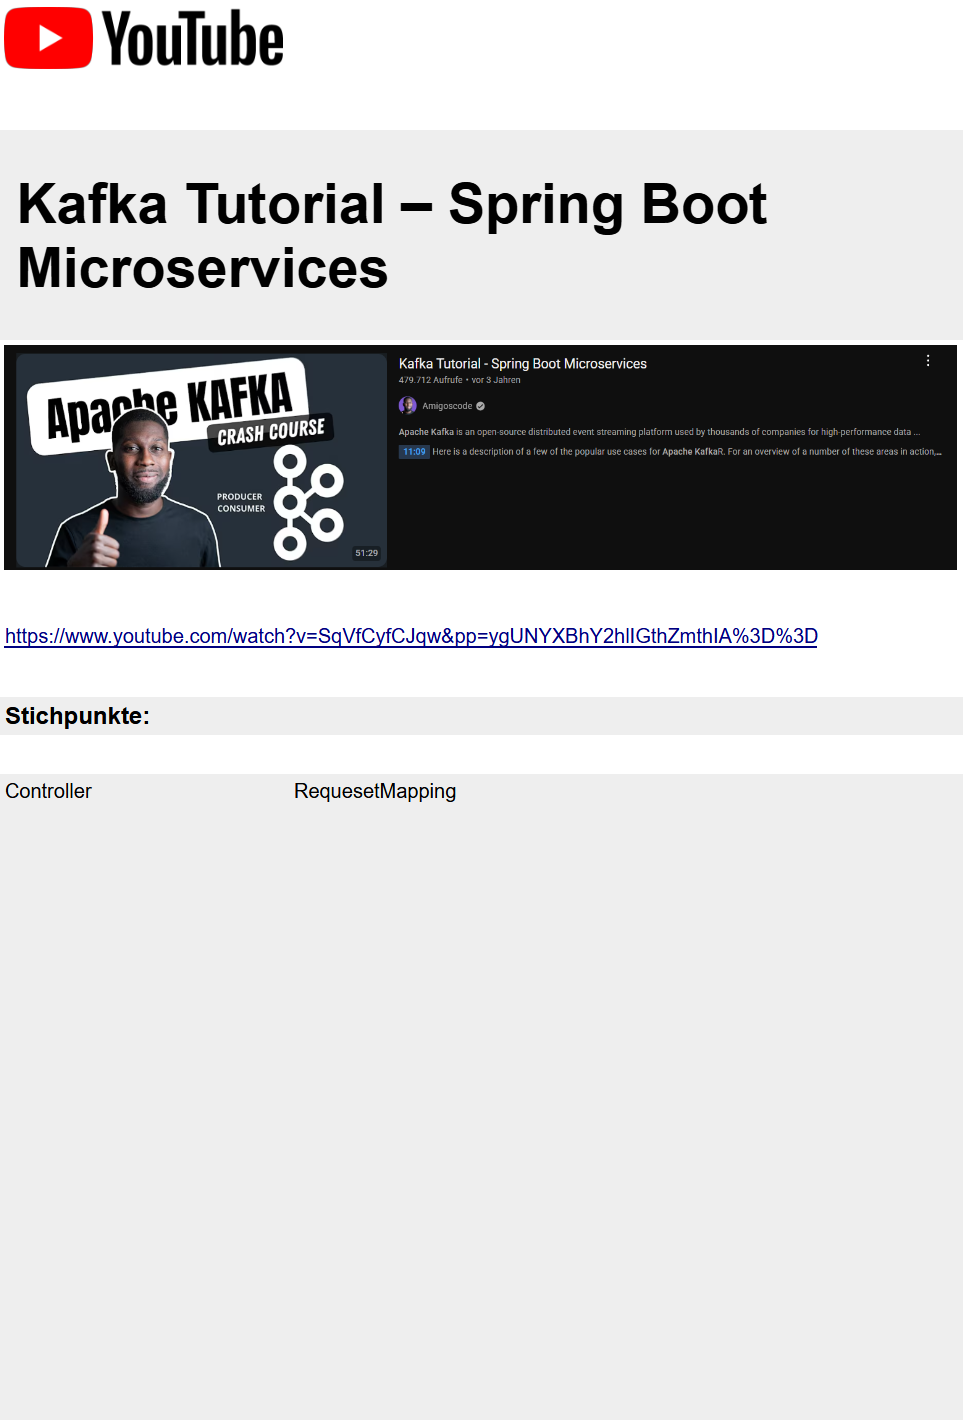 YouTube
Kafka Tutorial – Spring Boot
Microservices
Apache KAFKA
CRASH COURSE
PRODUCER
CONSUMER
51:29
Kafka Tutorial - Spring Boot Microservices
479.712 Aufrufe • vor 3 Jahren
Amigoscode
Apache Kafka is an open-source distributed event streaming platform used by thousands of companies for high-performance data ...
11:09 Here is a description of a few of the popular use cases for Apache KafkaR. For an overview of a number of these areas in action,...
https://www.youtube.com/watch?v=SqVfCyfCJqw&pp=ygUNYXBhY2hlIGthZmthIA%3D%3D
Stichpunkte:
Controller RequesetMapping